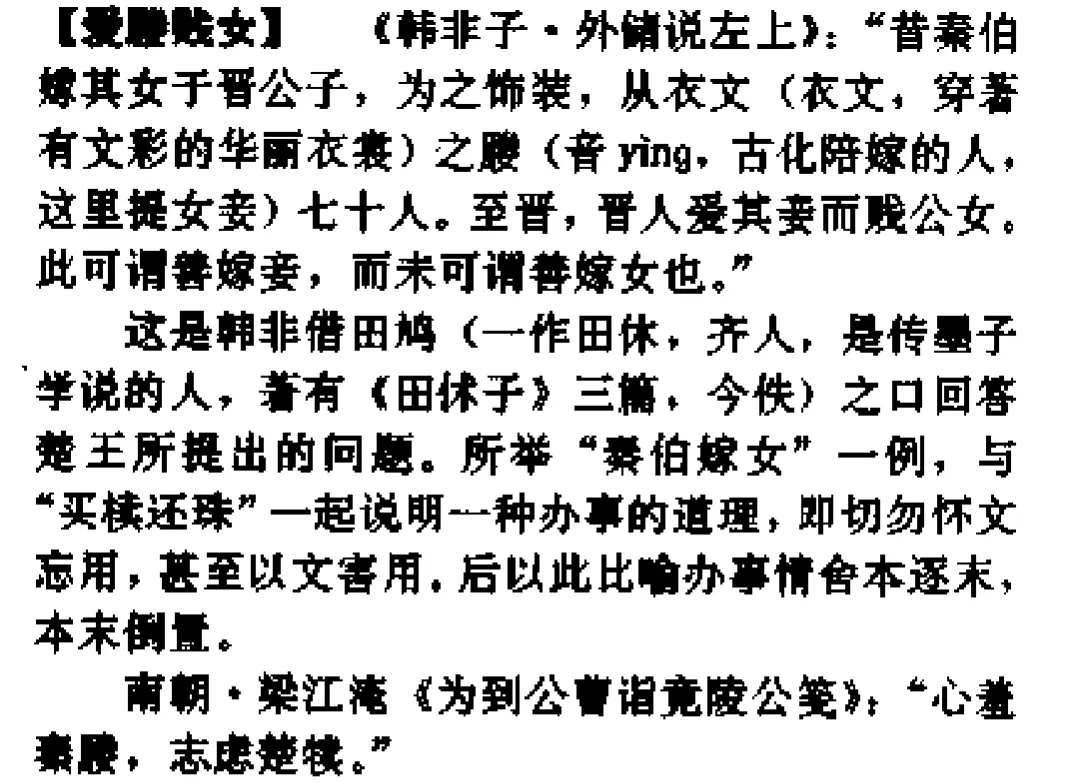 【爱媵贱女】 《韩非子·外储说左上》：“昔秦伯
嫁其女于晋公子，为之饰装，从衣文（衣文，穿著
有文彩的华丽衣裳）之媵（音ying，古化陪嫁的人，
这里提女妾）七十人。至晋，晋人爱其妾而贱公女。
此可谓善嫁妾，而未可谓善嫁女也。”
这是韩非借田鸠（一作田休，齐人，是传墨子
学说的人，著有《田俅子》三篇，今佚）之口回答
楚王所提出的问题。所举“秦伯嫁女”一例，与
“买椟还珠”一起说明一种办事的道理，即切勿怀文
忘用，甚至以文害用。后以此比喻办事情舍本逐末，
本末倒置。
南朝·梁江淹《为到公曹诣竟陵公笺》：“心羞
秦媵，志虑楚椟。”